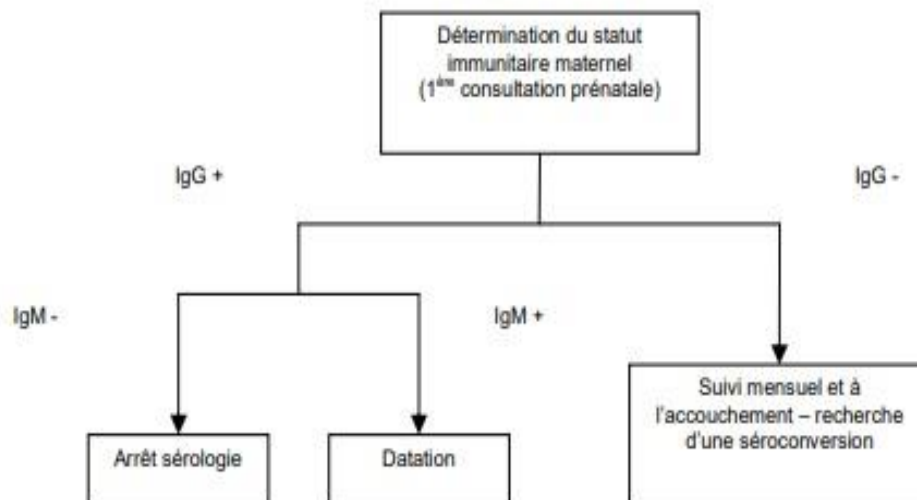 Détermination du statut
immunitaire maternel
(1ère consultation prénatale)
IgG +
IgG -
IgM -
IgM +
Suivi mensuel et à
l'accouchement – recherche
d'une séroconversion
Arrêt sérologie
Datation